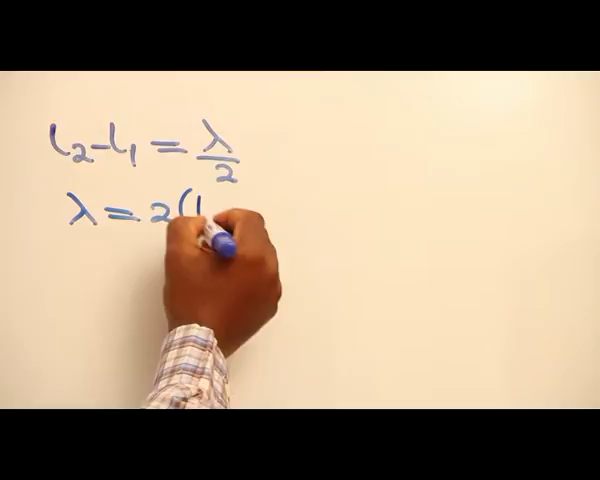 l₂-l₁ = λ/2
λ = 2(l